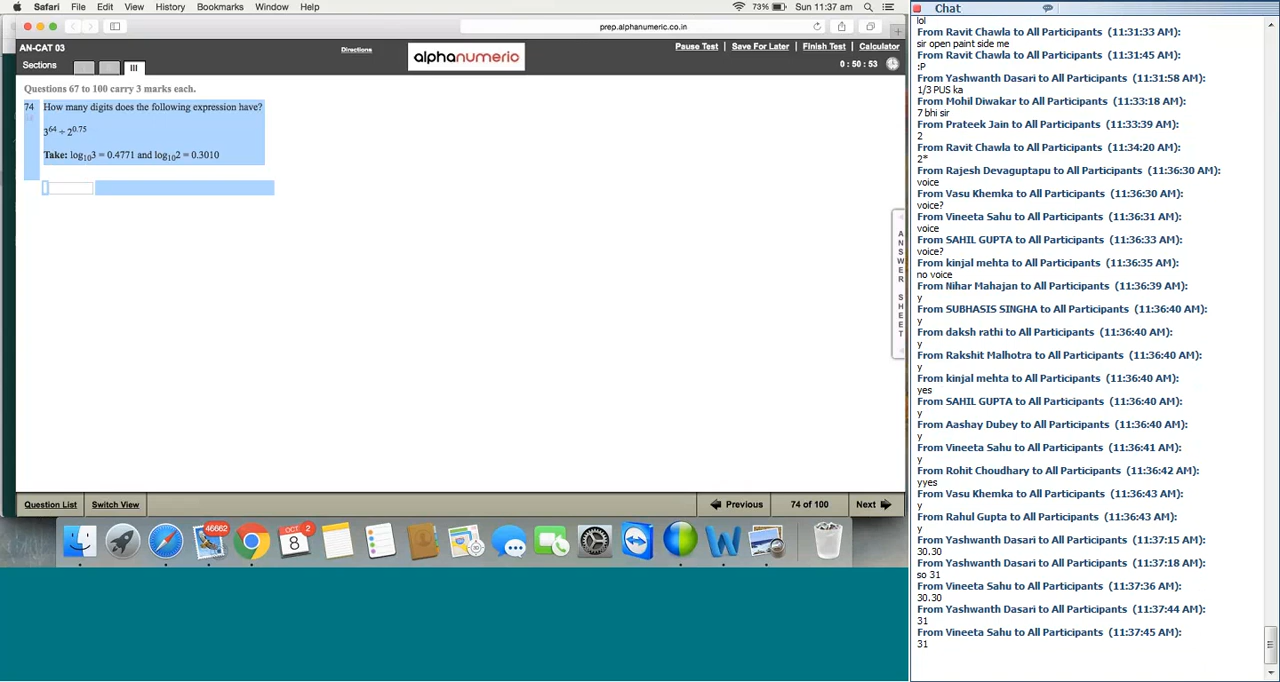 Safari File Edit View History Bookmarks Window Help
73% Sun 11:37 am
prep.alphanumeric.co.in
AN-CAT 03
Directions
alphanumeric
Pause Test | Save For Later | Finish Test | Calculator
Sections
I II III
0 : 50 : 53
Questions 67 to 100 carry 3 marks each.
74 How many digits does the following expression have?
3^64 ÷ 2^0.75
Take: log₁₀3 = 0.4771 and log₁₀2 = 0.3010
ANSWER SHEET
Question List Switch View
Previous 74 of 100 Next
46662
OCT 2
8
Chat
lol
From Ravit Chawla to All Participants (11:31:33 AM):
sir open paint side me
From Ravit Chawla to All Participants (11:31:45 AM):
:P
From Yashwanth Dasari to All Participants (11:31:58 AM):
1/3 PUS ka
From Mohil Diwakar to All Participants (11:33:18 AM):
7 bhi sir
From Prateek Jain to All Participants (11:33:39 AM):
2
From Ravit Chawla to All Participants (11:34:20 AM):
2*
From Rajesh Devaguptapu to All Participants (11:36:30 AM):
voice
From Vasu Khemka to All Participants (11:36:30 AM):
voice?
From Vineeta Sahu to All Participants (11:36:31 AM):
voice
From SAHIL GUPTA to All Participants (11:36:33 AM):
voice?
From kinjal mehta to All Participants (11:36:35 AM):
no voice
From Nihar Mahajan to All Participants (11:36:39 AM):
y
From SUBHASIS SINGHA to All Participants (11:36:40 AM):
y
From daksh rathi to All Participants (11:36:40 AM):
y
From Rakshit Malhotra to All Participants (11:36:40 AM):
y
From kinjal mehta to All Participants (11:36:40 AM):
yes
From SAHIL GUPTA to All Participants (11:36:40 AM):
y
From Aashay Dubey to All Participants (11:36:40 AM):
y
From Vineeta Sahu to All Participants (11:36:41 AM):
y
From Rohit Choudhary to All Participants (11:36:42 AM):
yyes
From Vasu Khemka to All Participants (11:36:43 AM):
y
From Rahul Gupta to All Participants (11:36:43 AM):
y
From Yashwanth Dasari to All Participants (11:37:15 AM):
30.30
From Yashwanth Dasari to All Participants (11:37:18 AM):
so 31
From Vineeta Sahu to All Participants (11:37:36 AM):
30.30
From Yashwanth Dasari to All Participants (11:37:44 AM):
31
From Vineeta Sahu to All Participants (11:37:45 AM):
31